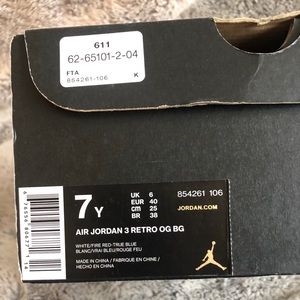 611
62-65101-2-04
FTA
854261-106 K
7 Y
UK 6
EUR 40
CM 25
BR 38
854261 106
JORDAN.COM
AIR JORDAN 3 RETRO OG BG
WHITE/FIRE RED-TRUE BLUE
BLANC/VRAI BLEU/ROUGE FEU
MADE IN CHINA / FABRIQUE EN CHINE /
HECHO EN CHINA